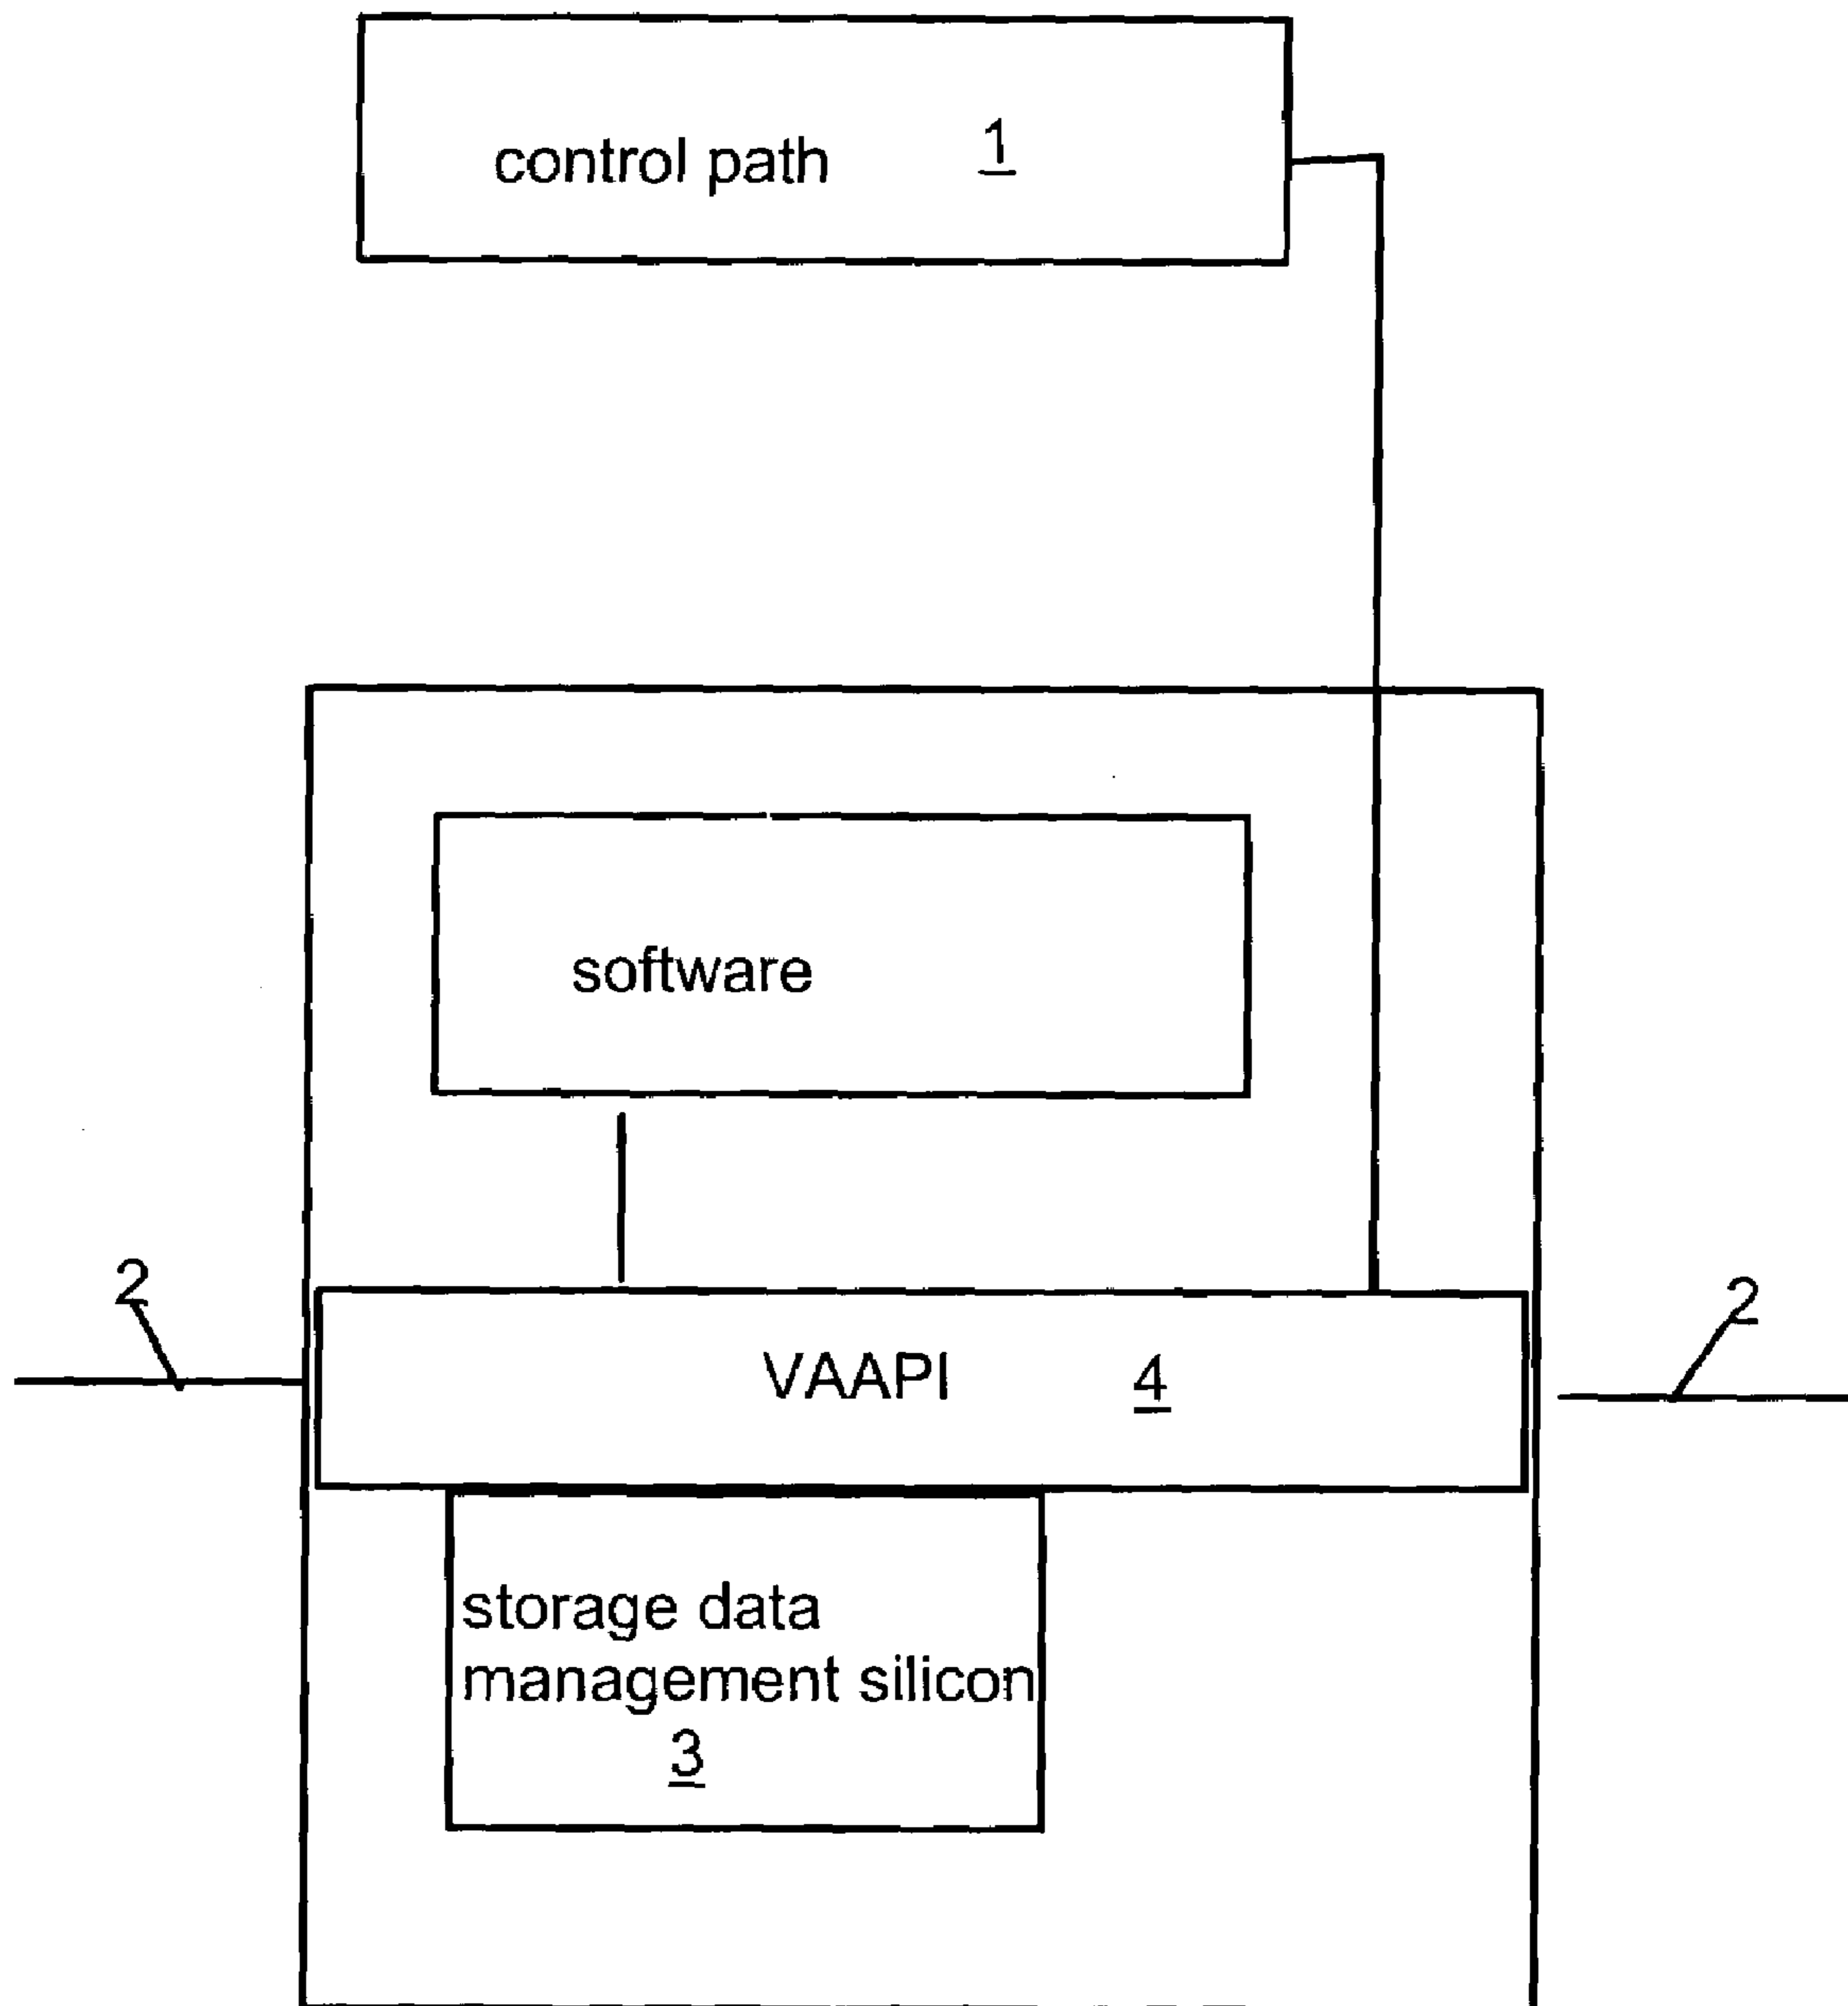 control path 1
software
2
2
VAAPI 4
storage data
management silicon
3